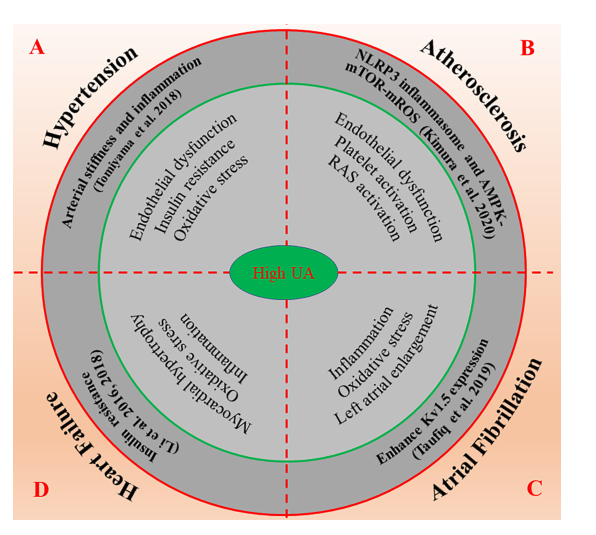 A
Hypertension
Arterial stiffness and inflammation
(Tomiyama et al. 2018)
Endothelial dysfunction
Insulin resistance
Oxidative stress
B
Atherosclerosis
NLRP3 inflammasome and AMPK-
mTOR-mROS (Kimura et al. 2020)
Endothelial dysfunction
Platelet activation
RAS activation
High UA
Inflammation
Oxidative stress
Left atrial enlargement
Enhance Kv1.5 expression
(Taufiq et al. 2019)
Atrial Fibrillation
C
Inflammation
Oxidative stress
Myocardial hypertrophy
Insulin resistance
(Li et al. 2016, 2018)
Heart Failure
D